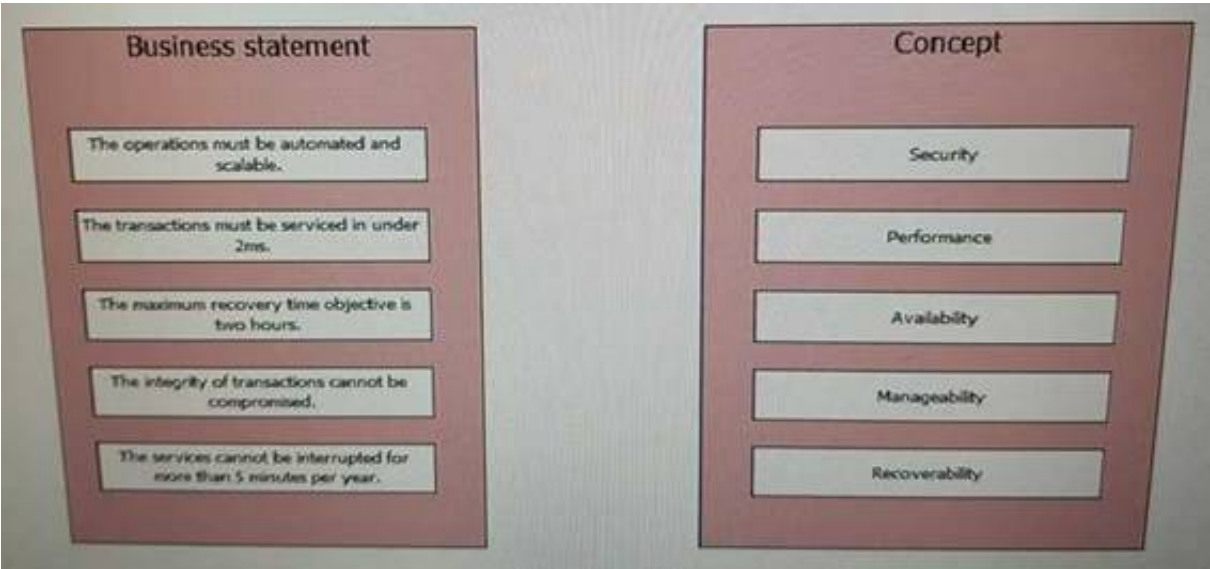 Business statement
The operations must be automated and
scalable.
The transactions must be serviced in under
2ms.
The maximum recovery time objective is
two hours.
The integrity of transactions cannot be
compromised.
The services cannot be interrupted for
more than 5 minutes per year.
Concept
Security
Performance
Availability
Manageability
Recoverability